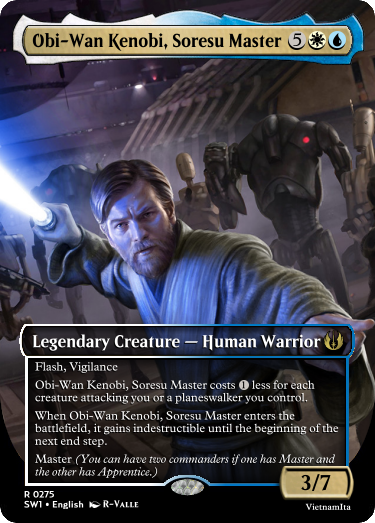 Obi-Wan Kenobi, Soresu Master 5
Legendary Creature — Human Warrior
Flash, Vigilance
Obi-Wan Kenobi, Soresu Master costs 1 less for each
creature attacking you or a planeswalker you control.
When Obi-Wan Kenobi, Soresu Master enters the
battlefield, it gains indestructible until the beginning of the
next end step.
Master (You can have two commanders if one has Master and
the other has Apprentice.)
3/7
R 0275
SW1 • English R-Valle
VietnamIta